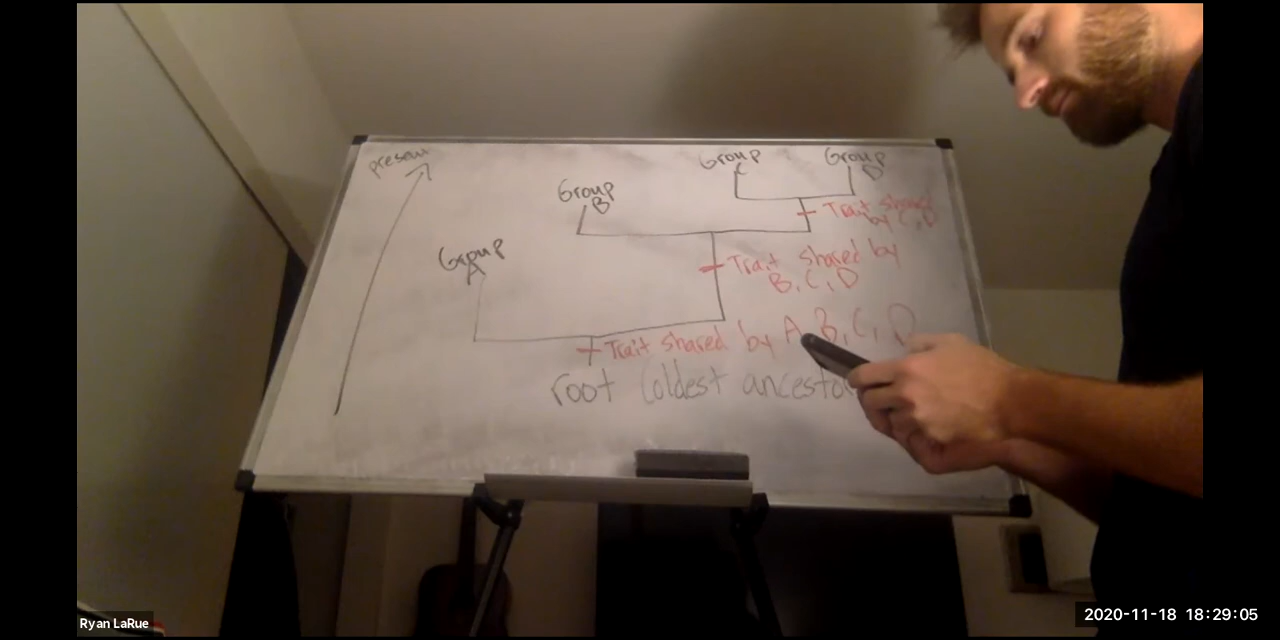 present
Group
C
Group
D
Group
B
Trait shared
by C, D
Group
A
Trait shared by
B, C, D
Trait shared by A, B, C, D
root (oldest ancestor
Ryan LaRue
2020-11-18 18:29:05